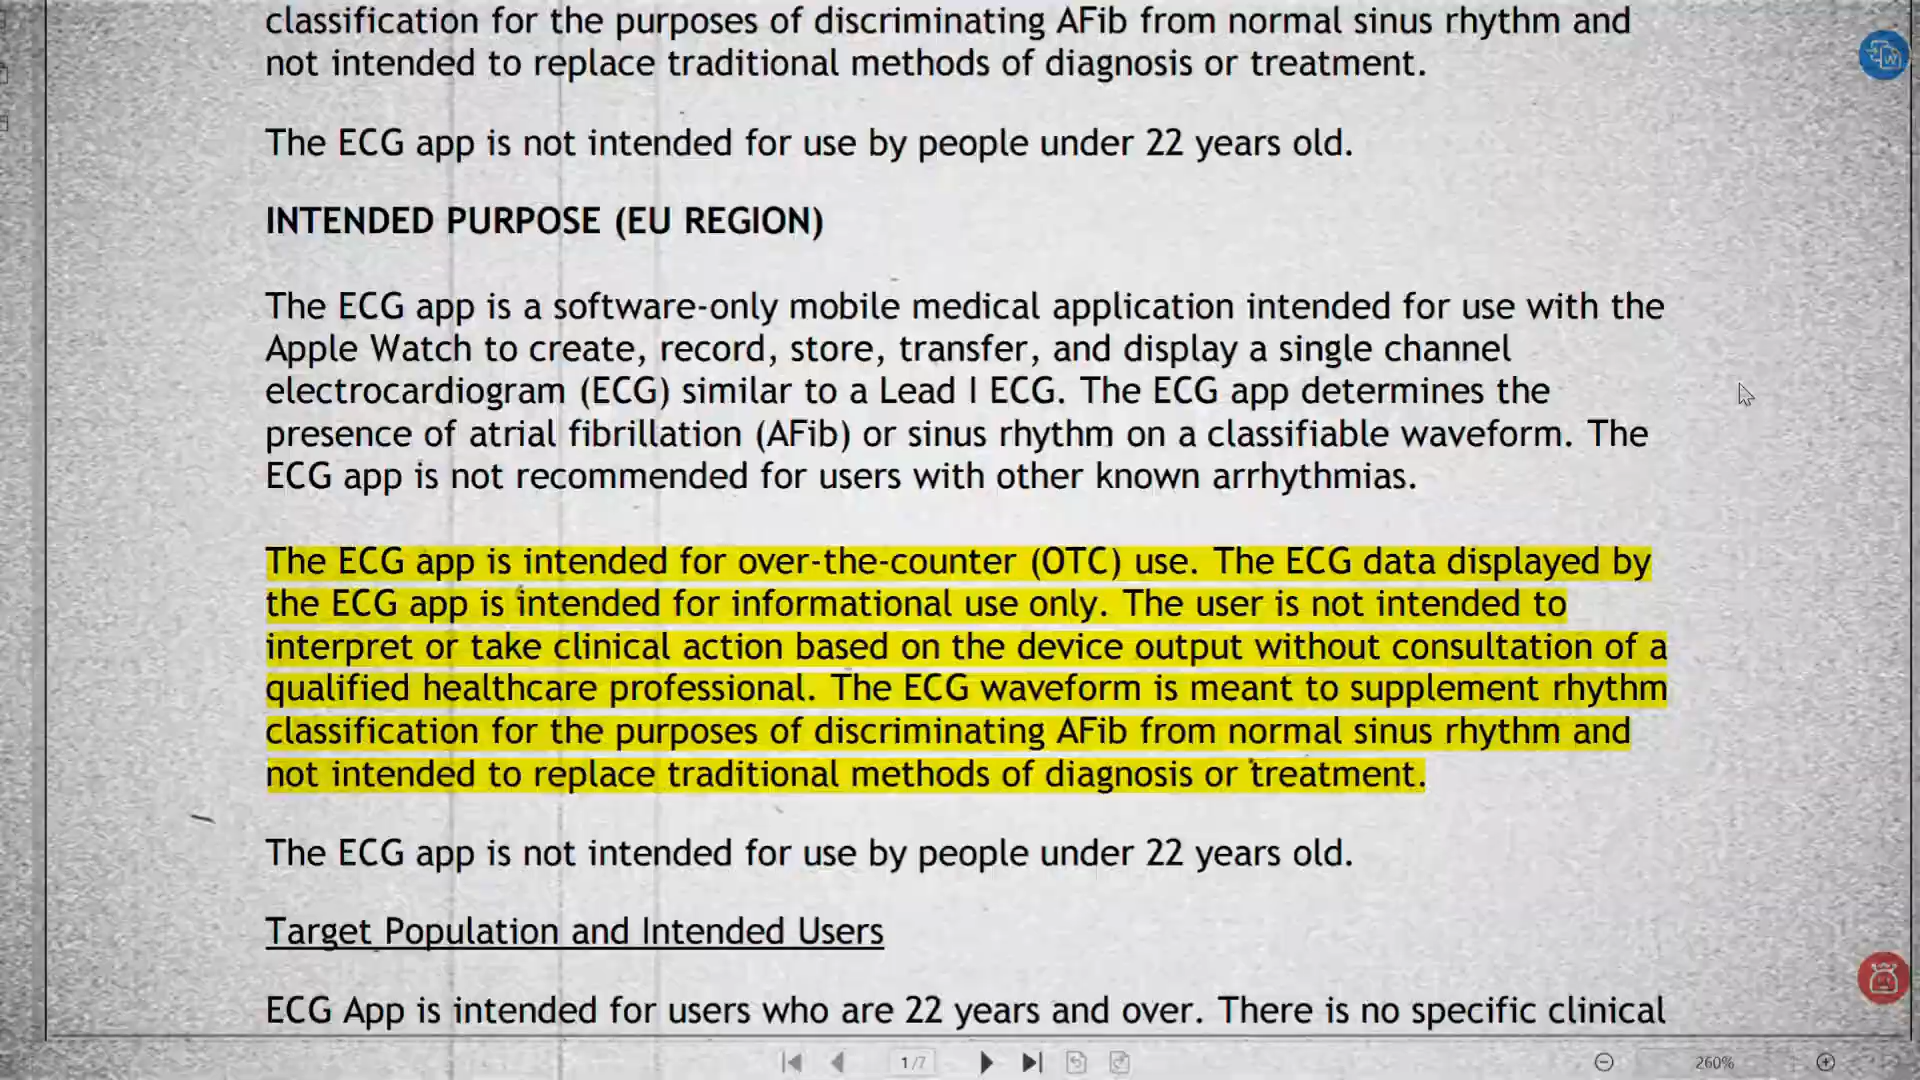 classification for the purposes of discriminating AFib from normal sinus rhythm and
not intended to replace traditional methods of diagnosis or treatment.
The ECG app is not intended for use by people under 22 years old.
INTENDED PURPOSE (EU REGION)
The ECG app is a software-only mobile medical application intended for use with the
Apple Watch to create, record, store, transfer, and display a single channel
electrocardiogram (ECG) similar to a Lead I ECG. The ECG app determines the
presence of atrial fibrillation (AFib) or sinus rhythm on a classifiable waveform. The
ECG app is not recommended for users with other known arrhythmias.
The ECG app is intended for over-the-counter (OTC) use. The ECG data displayed by
the ECG app is intended for informational use only. The user is not intended to
interpret or take clinical action based on the device output without consultation of a
qualified healthcare professional. The ECG waveform is meant to supplement rhythm
classification for the purposes of discriminating AFib from normal sinus rhythm and
not intended to replace traditional methods of diagnosis or treatment.
The ECG app is not intended for use by people under 22 years old.
Target Population and Intended Users
ECG App is intended for users who are 22 years and over. There is no specific clinical
1/7
260%